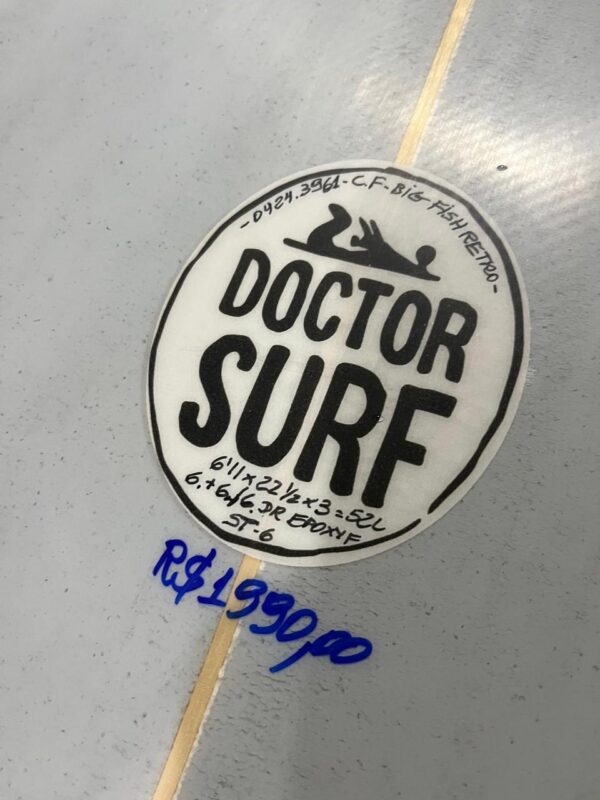 -0424.3961-C.F-BiG FiSH RETRO-
DOCTOR
SURF
6'11 x 22 1/2 x 3 = 52L
6.+6./6. DR EPOXY F
ST-6
R$1990,00